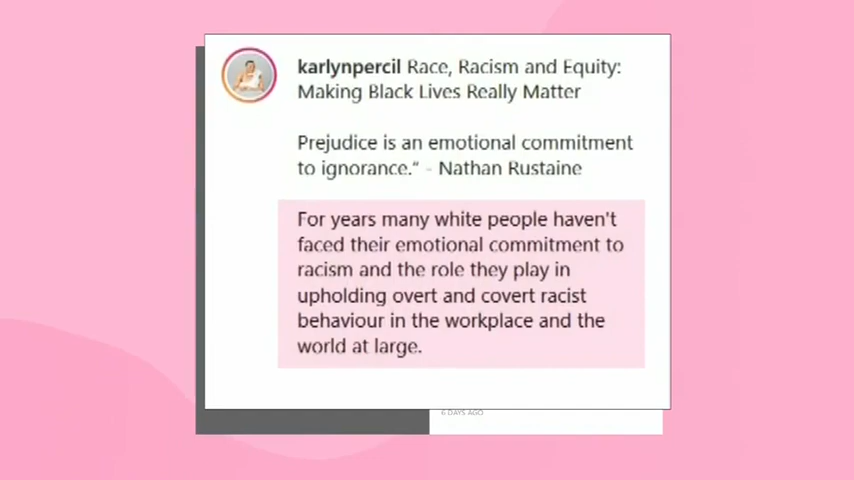 karlynpercil Race, Racism and Equity:
Making Black Lives Really Matter
Prejudice is an emotional commitment
to ignorance.“ - Nathan Rustaine
For years many white people haven't
faced their emotional commitment to
racism and the role they play in
upholding overt and covert racist
behaviour in the workplace and the
world at large.
6 DAYS AGO